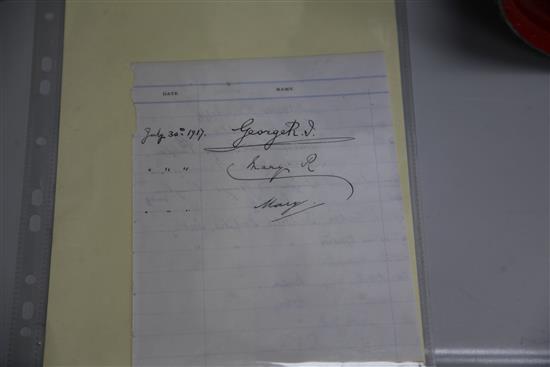 DATE NAME
July 30th 1917. George R.I.
" " " Mary R
" " " Mary.